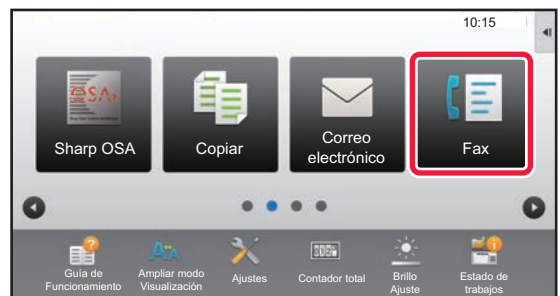 10:15
OSA
Sharp OSA
Copiar
Correo
electrónico
Fax
Guía de
Funcionamiento
Ampliar modo
Visualización
Ajustes
Contador total
Brillo
Ajuste
Estado de
trabajos